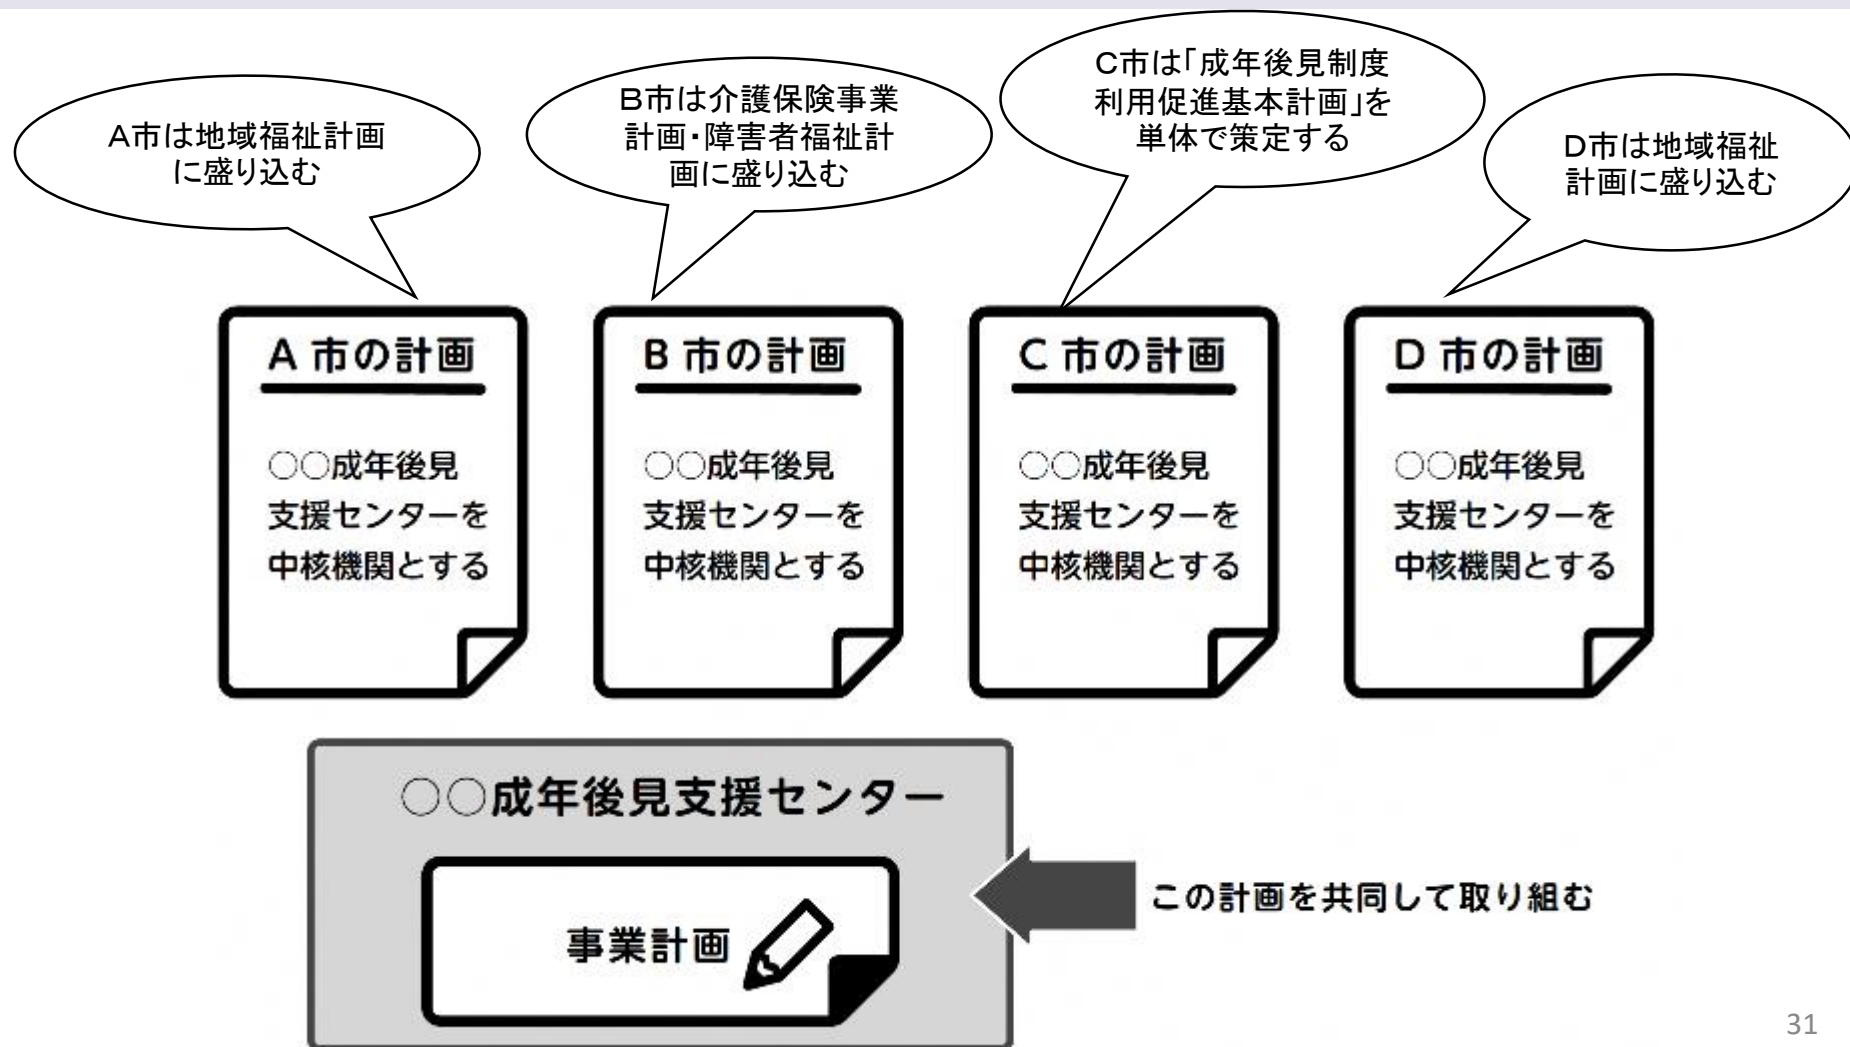 A市は地域福祉計画
に盛り込む
B市は介護保険事業
計画・障害者福祉計
画に盛り込む
C市は「成年後見制度
利用促進基本計画」を
単体で策定する
D市は地域福祉
計画に盛り込む
A 市の計画
○○成年後見
支援センターを
中核機関とする
B 市の計画
○○成年後見
支援センターを
中核機関とする
C 市の計画
○○成年後見
支援センターを
中核機関とする
D 市の計画
○○成年後見
支援センターを
中核機関とする
○○成年後見支援センター
事業計画
この計画を共同して取り組む
31